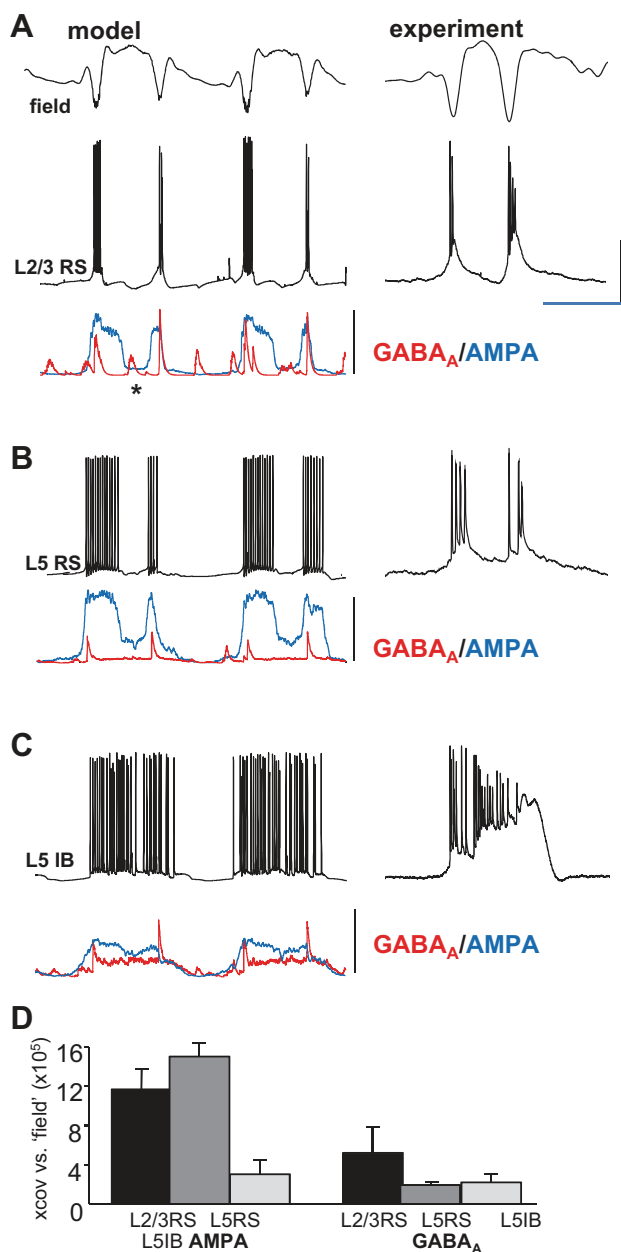 A
model
experiment
field
L2/3 RS
GABAA/AMPA
*
B
L5 RS
GABAA/AMPA
C
L5 IB
GABAA/AMPA
D
xcov vs. 'field' (x10⁵)
16
12
8
4
0
L2/3RS L5RS
L5IB AMPA
L2/3RS L5RS L5IB
GABAA